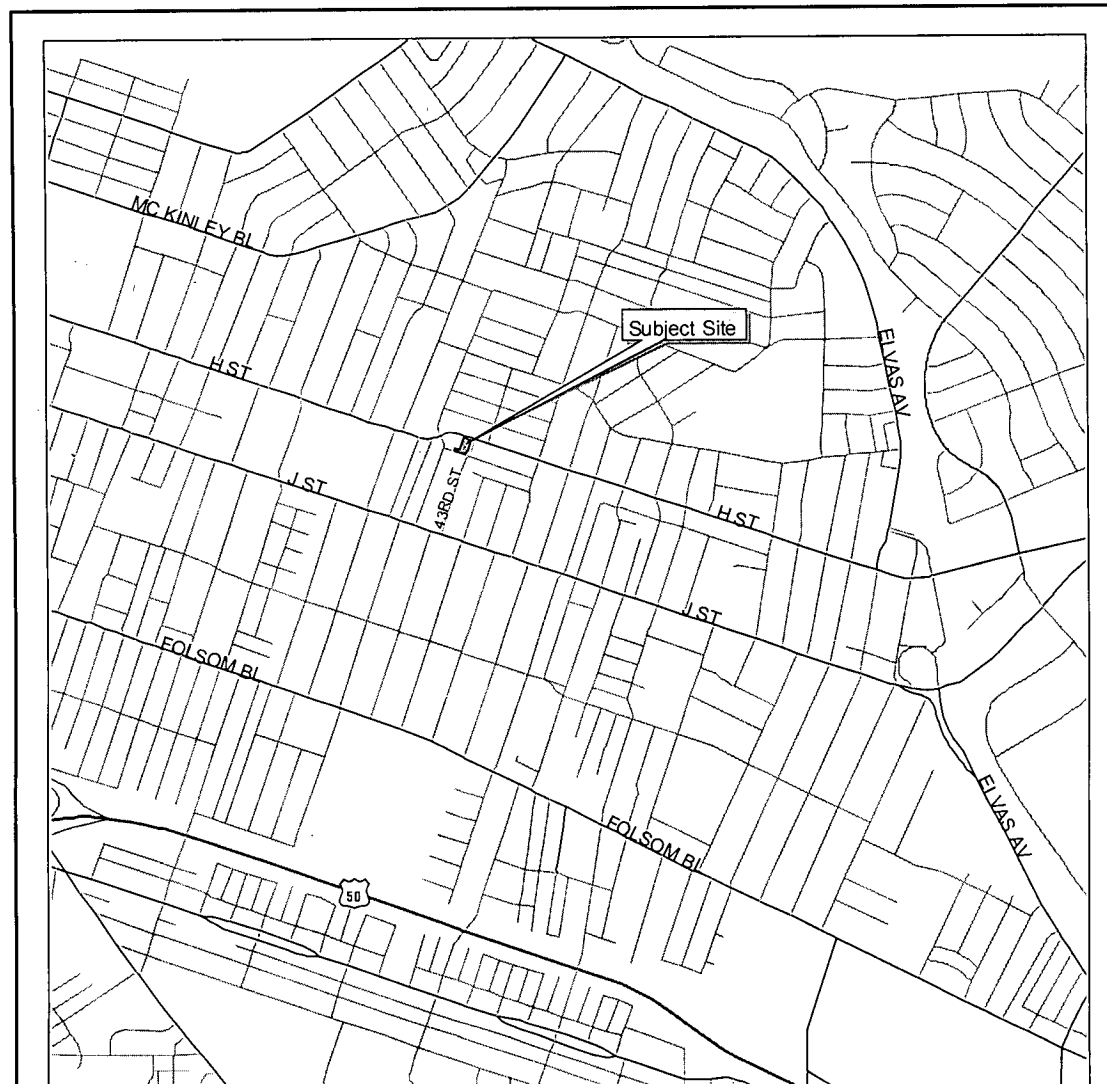 MC KINLEY BL
Subject Site
H ST
ELVAS AV
J ST
43RD. ST
H ST
J ST
FOLSOM BL
ELVAS AV
FOLSOM BL
50